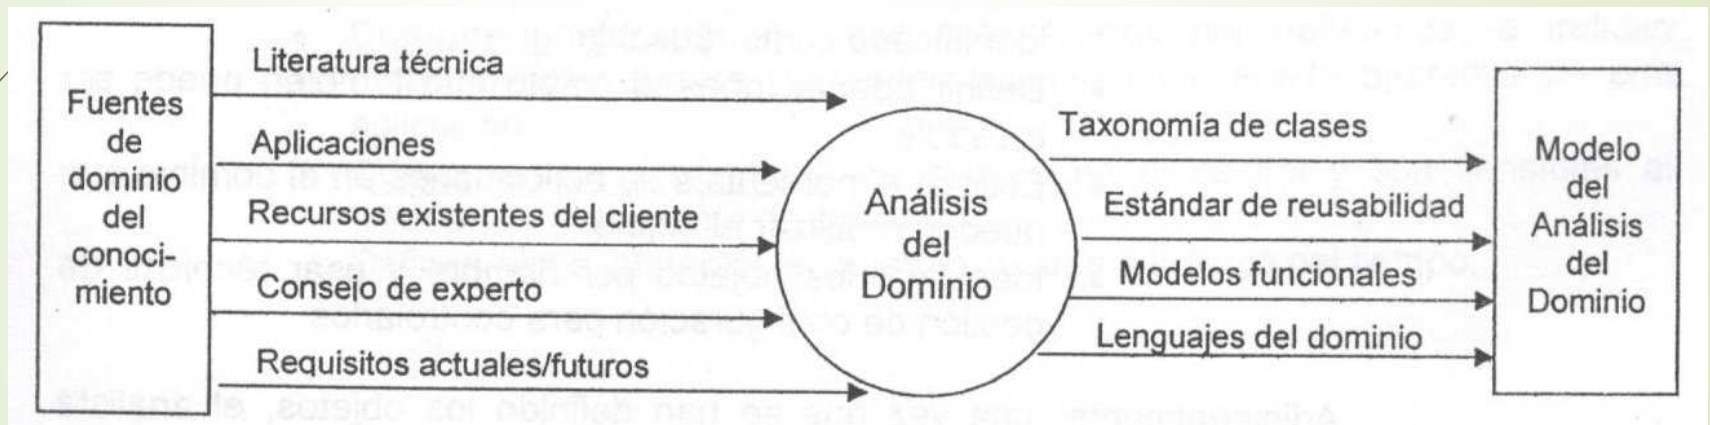 Fuentes
de
dominio
del
conoci-
miento
Literatura técnica
Aplicaciones
Recursos existentes del cliente
Consejo de experto
Requisitos actuales/futuros
Análisis
del
Dominio
Taxonomía de clases
Estándar de reusabilidad
Modelos funcionales
Lenguajes del dominio
Modelo
del
Análisis
del
Dominio